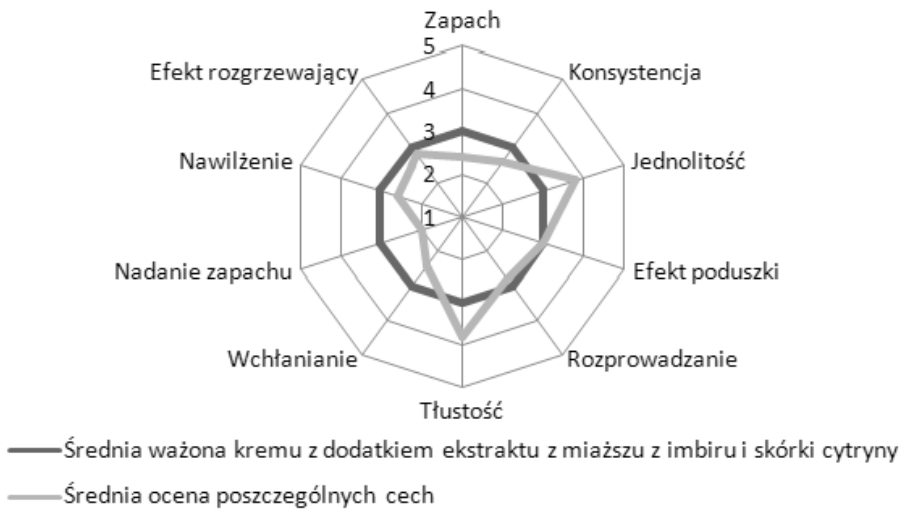 Zapach
5
Efekt rozgrzewający
Konsystencja
4
3
Nawilżenie
Jednolitość
2
1
Nadanie zapachu
Efekt poduszki
Wchłanianie
Rozprowadzanie
Tłustość
Średnia ważona kremu z dodatkiem ekstraktu z miaższu z imbiru i skórki cytryny
Średnia ocena poszczególnych cech